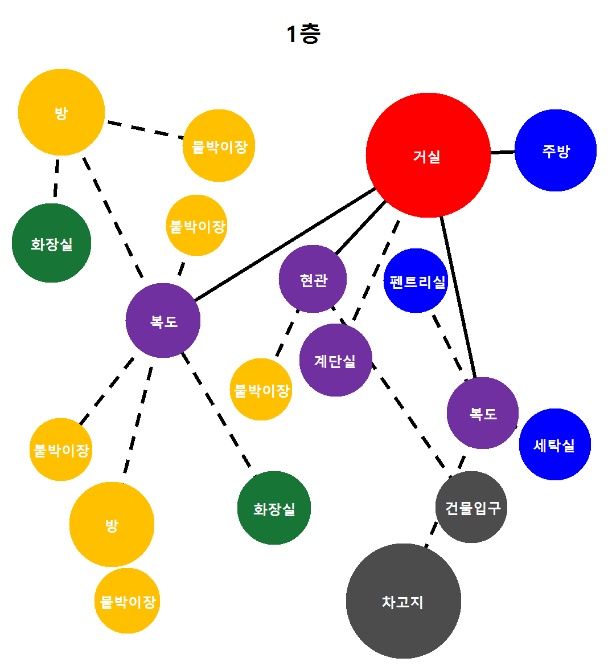 1층
방
붙박이장
거실
주방
화장실
붙박이장
현관
펜트리실
복도
계단실
붙박이장
복도
붙박이장
세탁실
방
화장실
건물입구
붙박이장
차고지